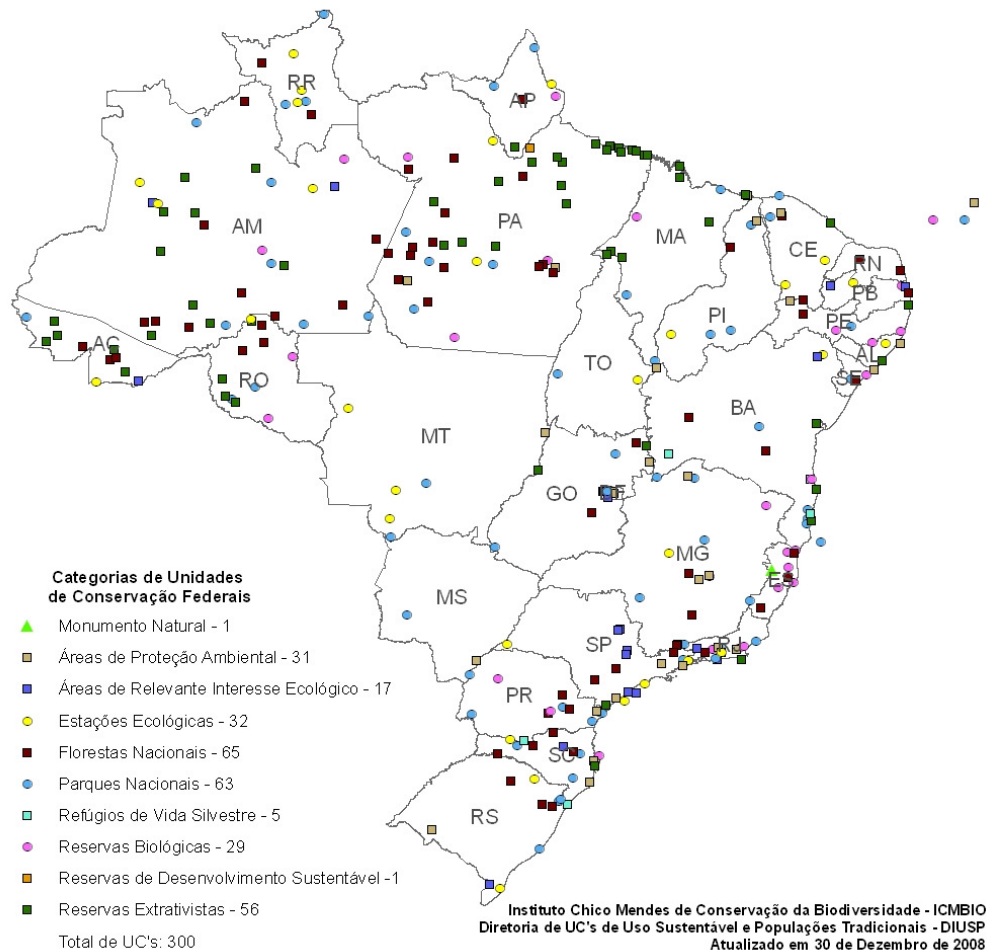 RR
AP
AM
PA
MA
CE
RN
PB
PE
PI
AL
SE
AC
RO
TO
BA
MT
GO
DF
MG
ES
MS
SP
RJ
PR
SC
RS
Categorias de Unidades
de Conservação Federais
Monumento Natural - 1
Áreas de Proteção Ambiental - 31
Áreas de Relevante Interesse Ecológico - 17
Estações Ecológicas - 32
Florestas Nacionais - 65
Parques Nacionais - 63
Refúgios de Vida Silvestre - 5
Reservas Biológicas - 29
Reservas de Desenvolvimento Sustentável -1
Reservas Extrativistas - 56
Total de UC's: 300
Instituto Chico Mendes de Conservação da Biodiversidade - ICMBIO
Diretoria de UC's de Uso Sustentável e Populações Tradicionais - DIUSP
Atualizado em 30 de Dezembro de 2008